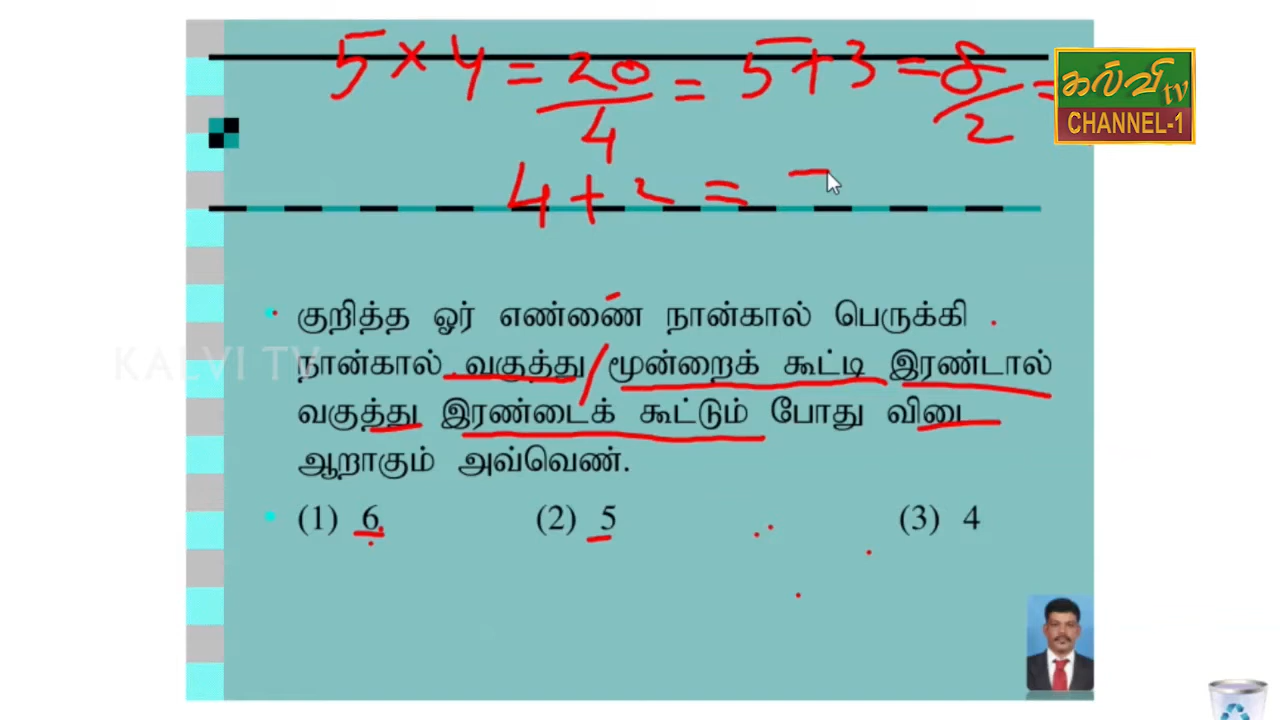 5 × 4 = 20/4 = 5 + 3 = 8/2 =
கல்வி tv
CHANNEL-1
4 + 2 =
KALVI TV
குறித்த ஓர் எண்ணை நான்கால் பெருக்கி
நான்கால் வகுத்து / மூன்றைக் கூட்டி இரண்டால்
வகுத்து இரண்டைக் கூட்டும் போது விடை
ஆறாகும் அவ்வெண்.
(1) 6 (2) 5 (3) 4